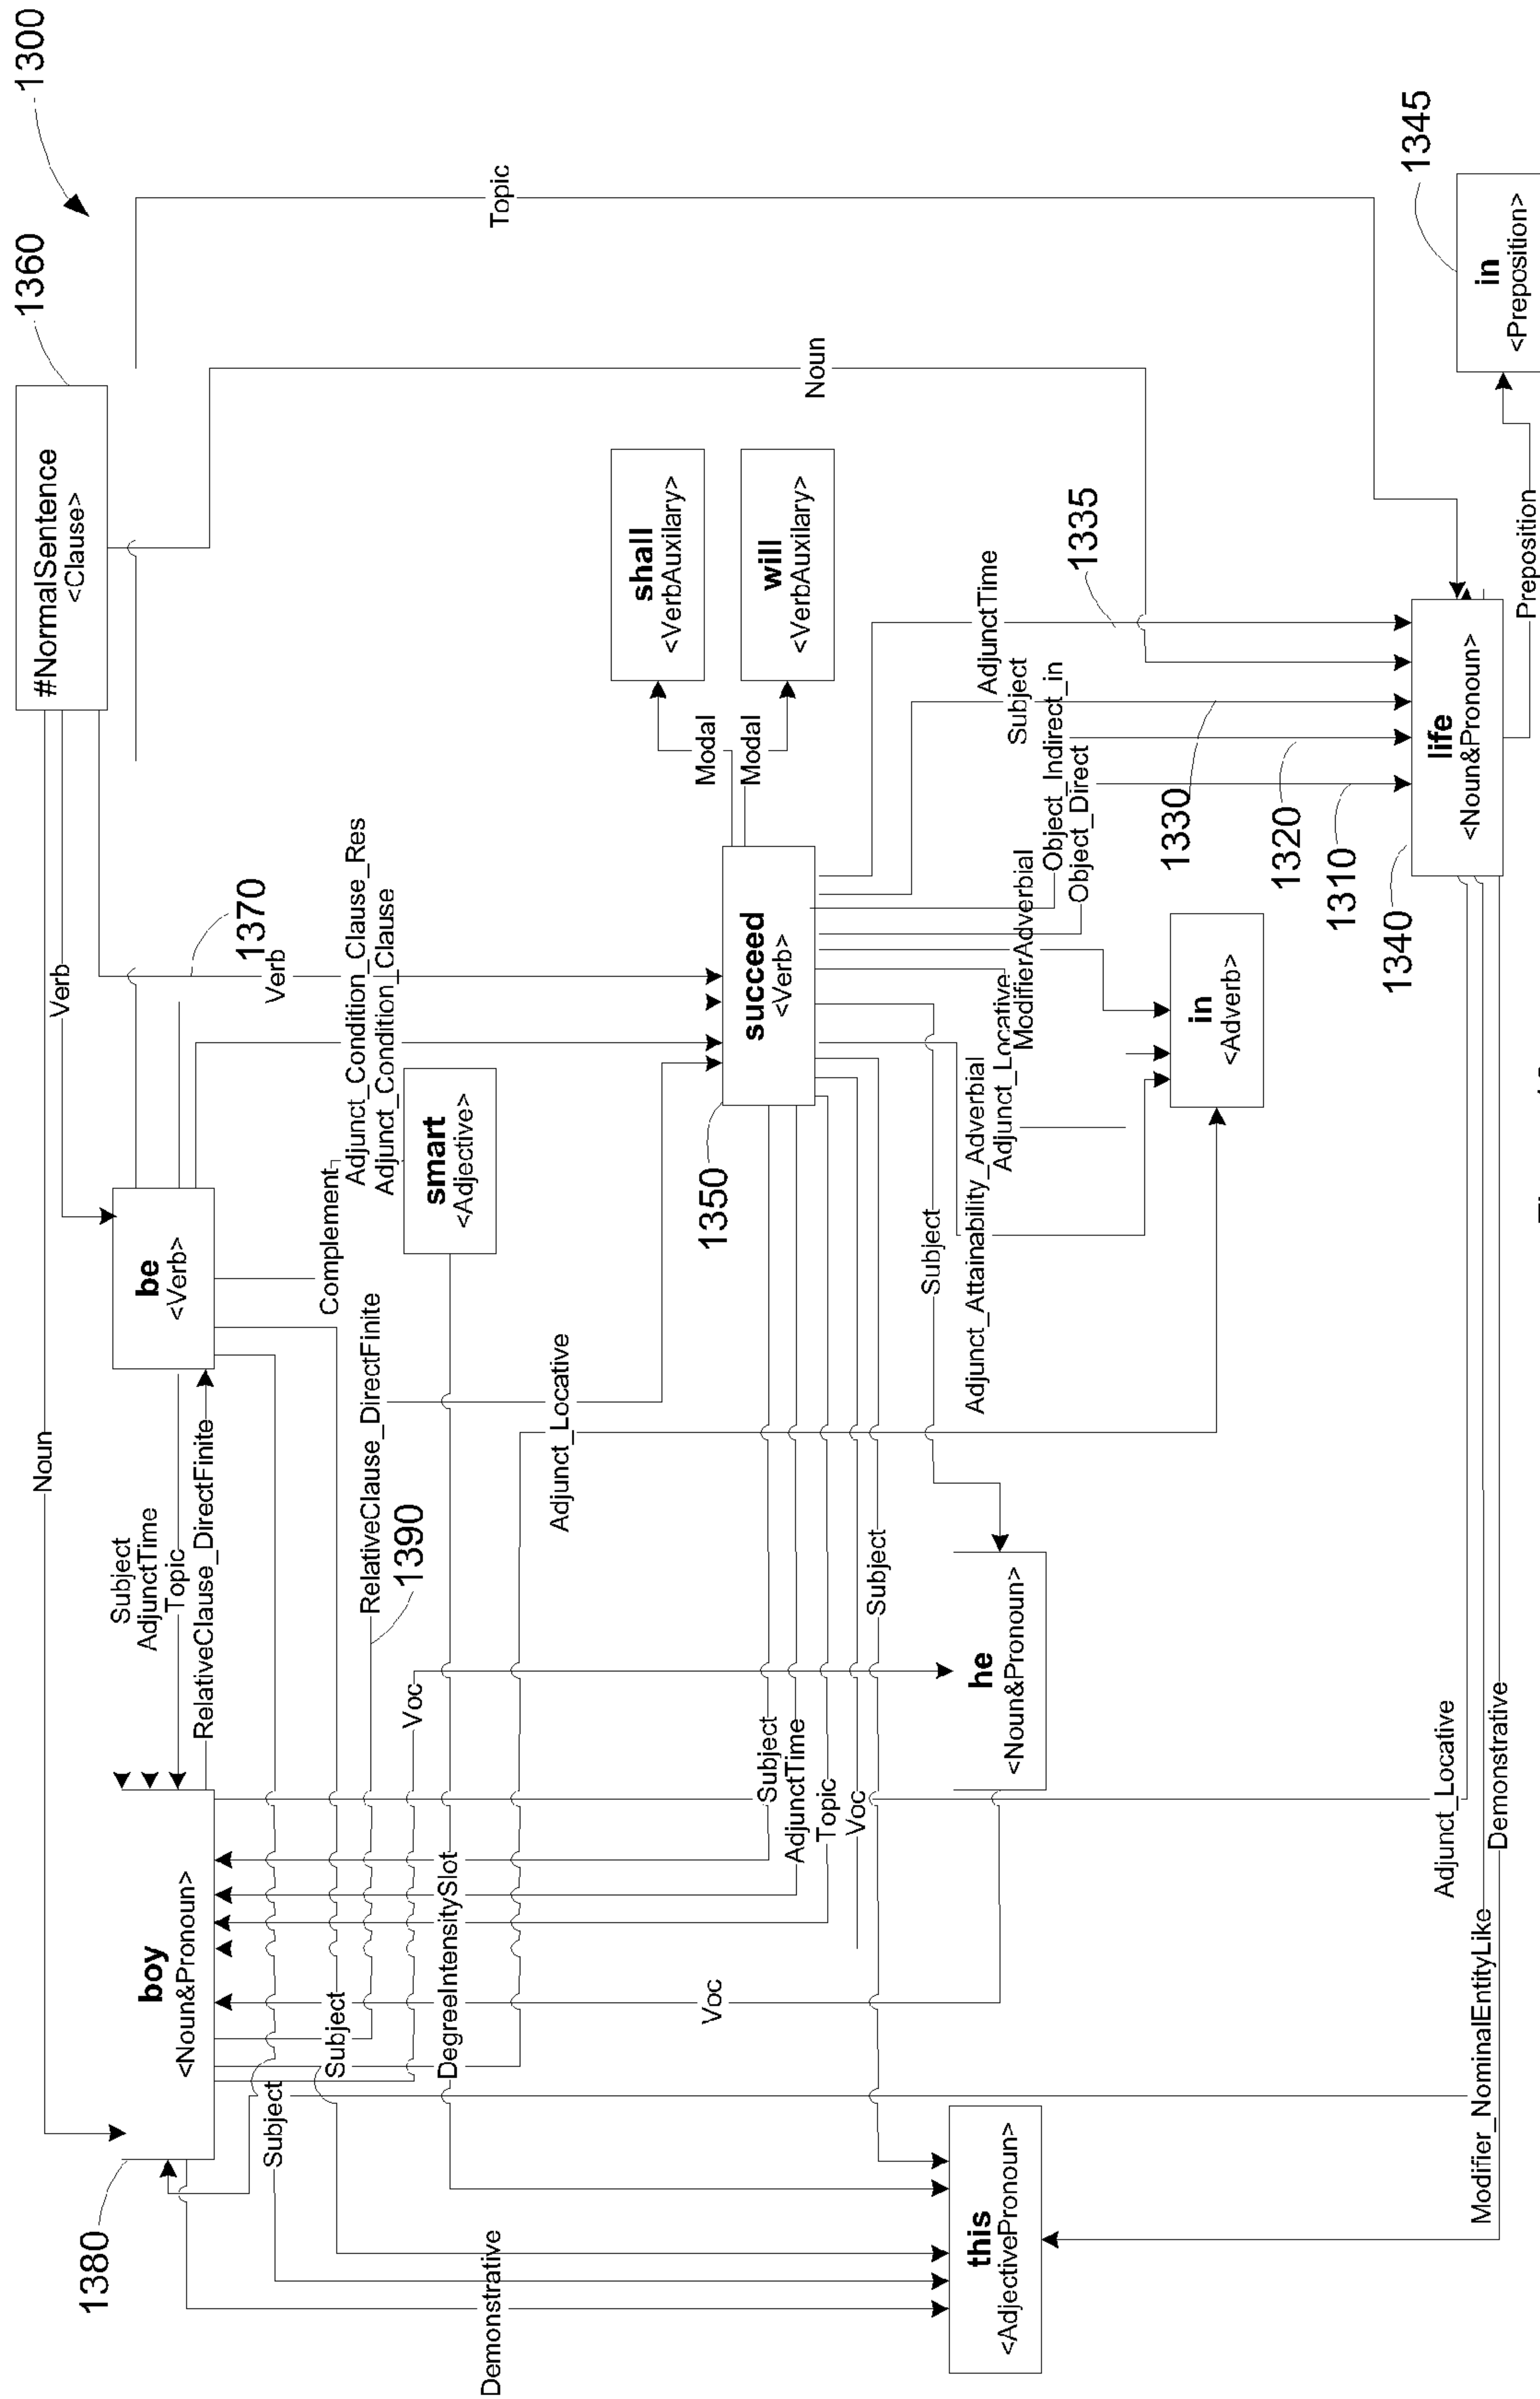 1300
1360
#NormalSentence
<Clause>
Topic
1345
in
<Preposition>
Noun
shall
<VerbAuxilary>
will
<VerbAuxilary>
Modal
Modal
1335
AdjunctTime
Subject
Object_Indirect_in
Object_Direct
1330
1320
1310
1340
life
<Noun&Pronoun>
Preposition
Verb
1370
Verb
Adjunct_Condition_Clause_Res
Adjunct_Condition_Clause
succeed
<Verb>
1350
ModifierAdverbial
Adjunct_Locative
Adjunct_Attainability_Adverbial
in
<Adverb>
be
<Verb>
Complement
smart
<Adjective>
Noun
Subject
AdjunctTime
Topic
RelativeClause_DirectFinite
RelativeClause_DirectFinite
1390
Adjunct_Locative
Subject
Subject
Voc
he
<Noun&Pronoun>
Subject
AdjunctTime
Topic
Voc
boy
<Noun&Pronoun>
DegreeIntensitySlot
Voc
Subject
Subject
1380
Demonstrative
this
<AdjectivePronoun>
Adjunct_Locative
Demonstrative
Modifier_NominalEntityLike